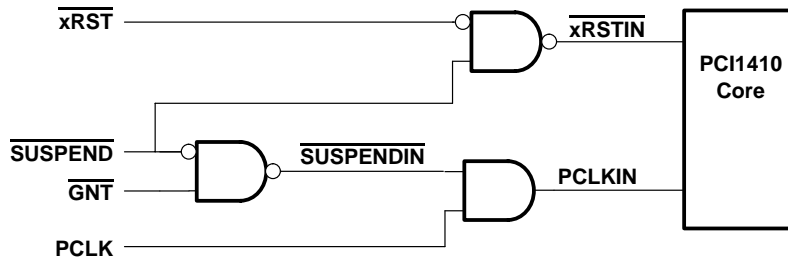 xRST
xRSTIN
PCI1410
Core
SUSPEND
SUSPENDIN
GNT
PCLKIN
PCLK